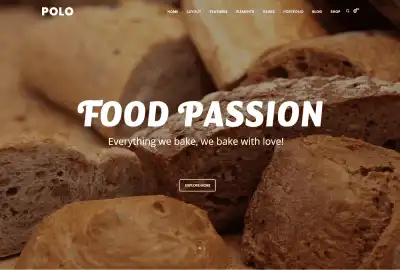 POLO
HOME LAYOUT FEATURES ELEMENTS PAGES PORTFOLIO BLOG SHOP
FOOD PASSION
Everything we bake, we bake with love!
EXPLORE MORE